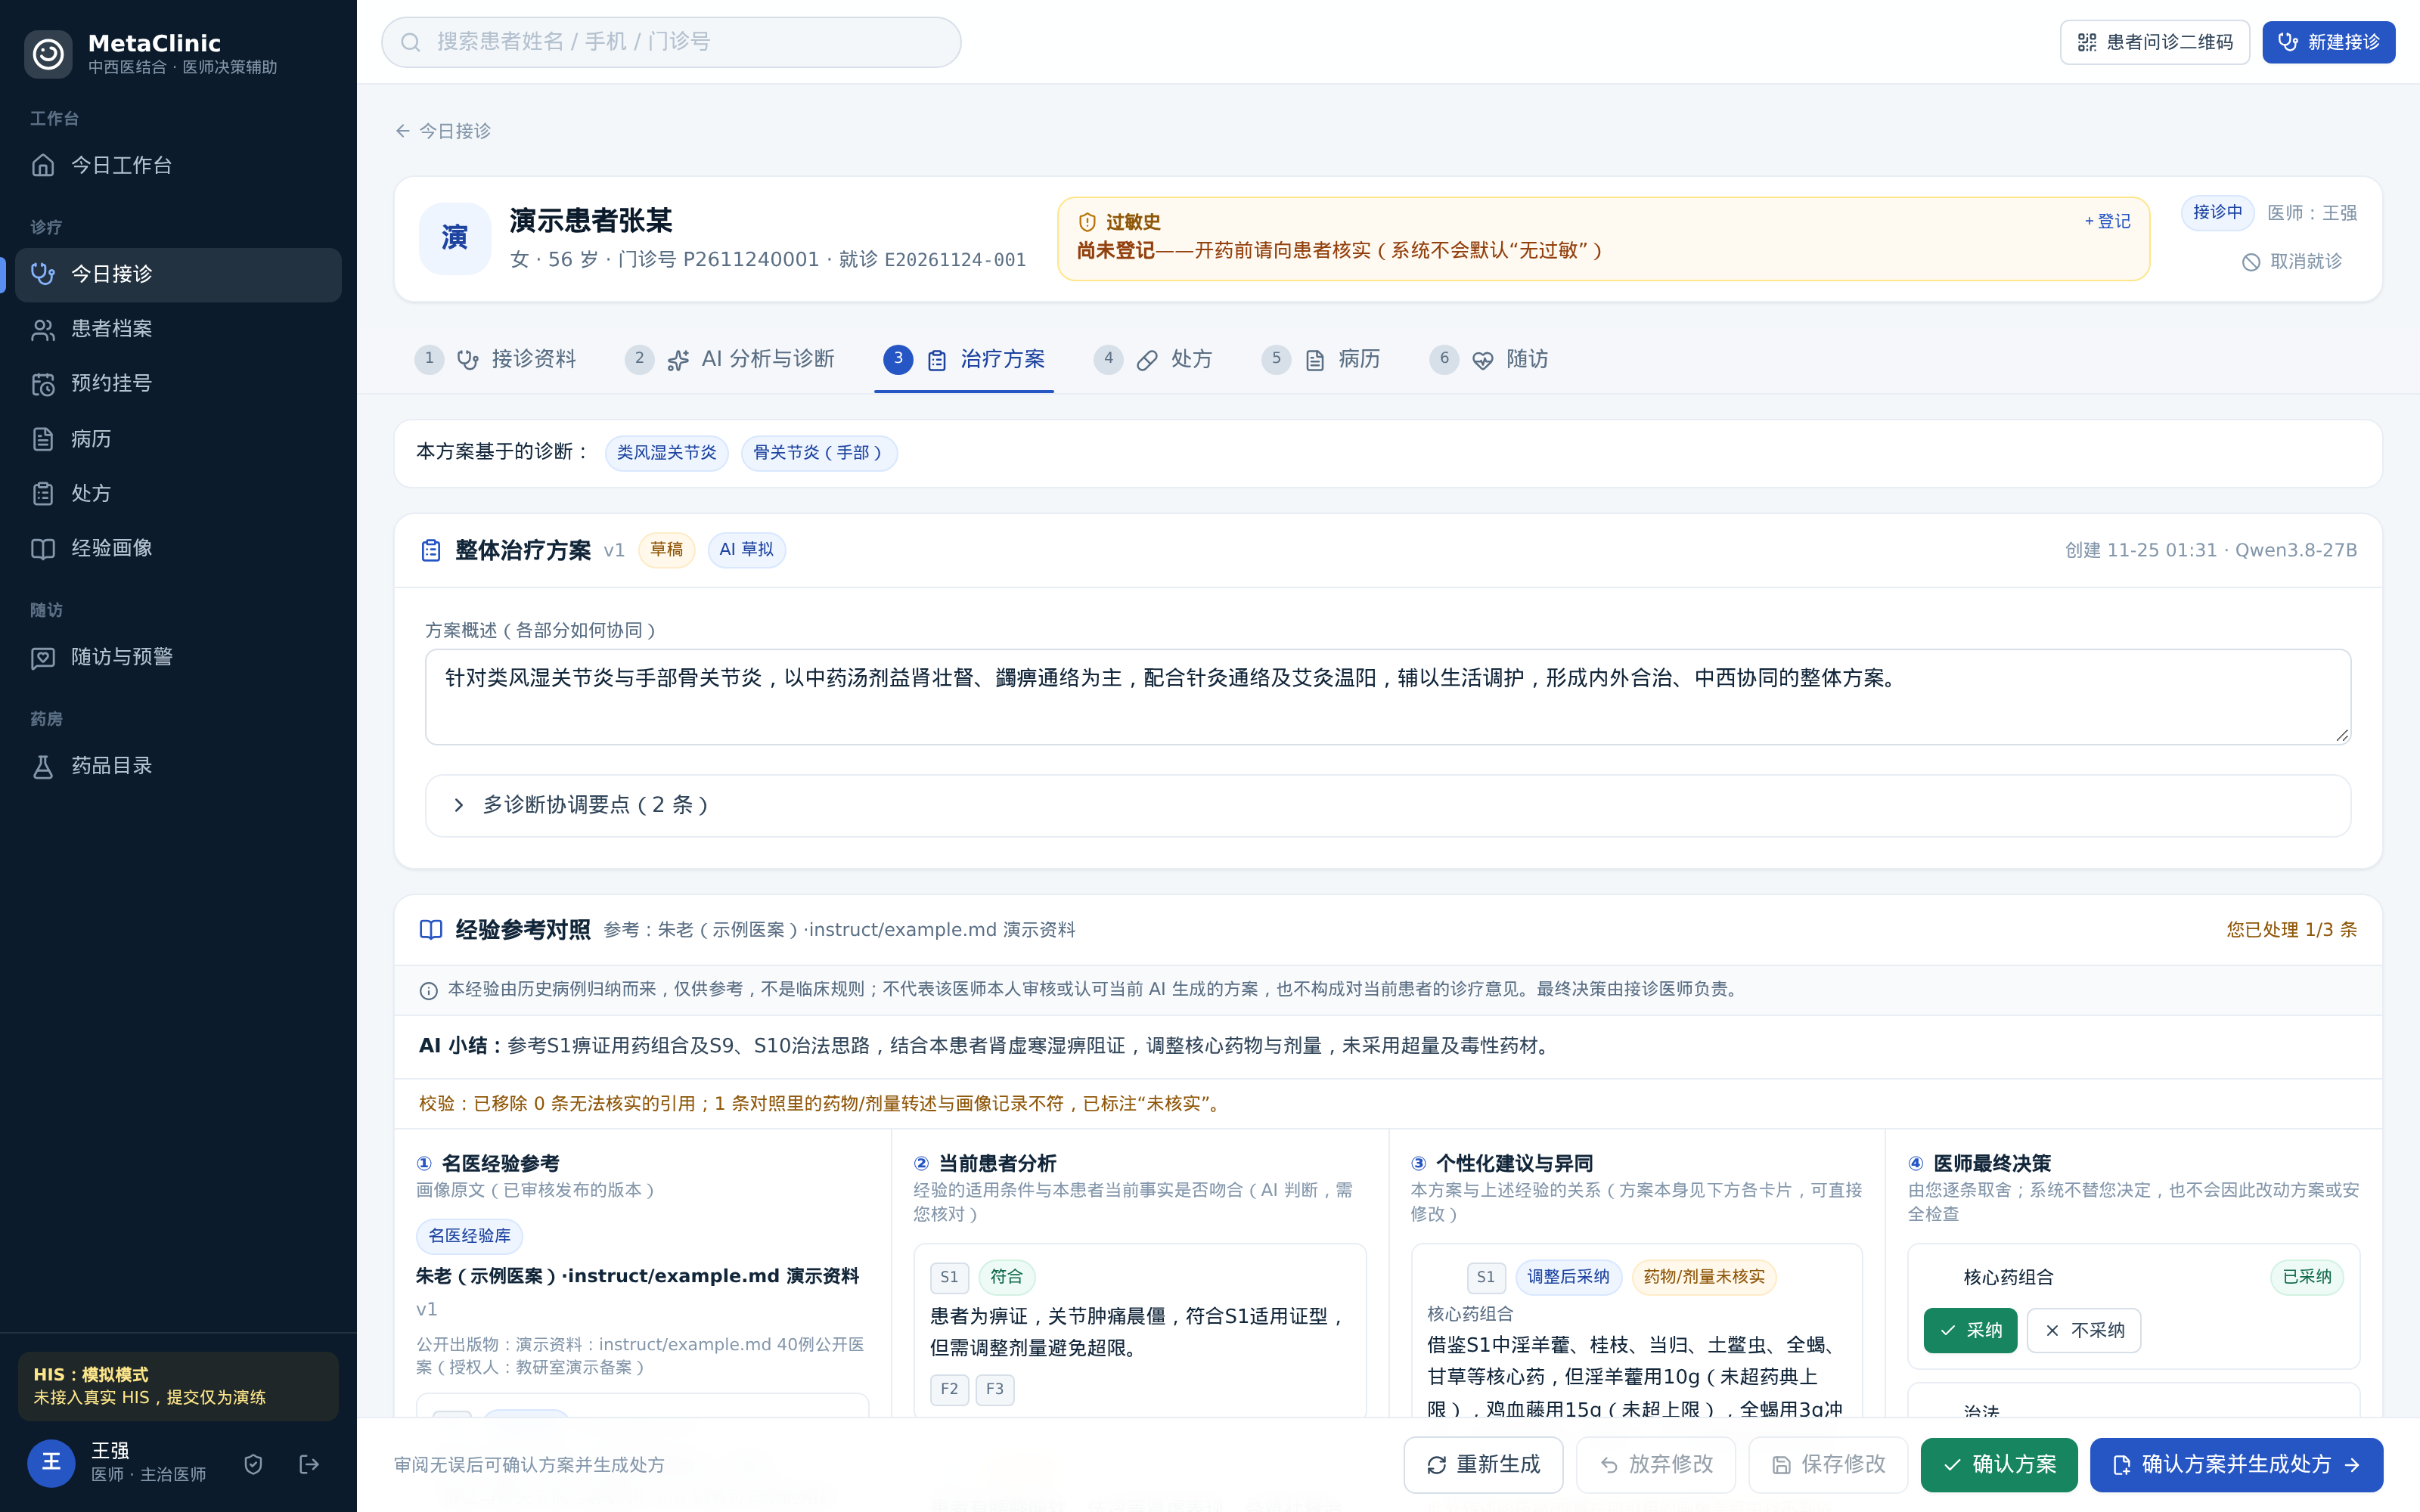 MetaClinic
中西医结合 · 医师决策辅助
工作台
今日工作台
诊疗
今日接诊
患者档案
预约挂号
病历
处方
经验画像
随访
随访与预警
药房
药品目录
HIS：模拟模式
未接入真实 HIS，提交仅为演练
王
王强
医师 · 主治医师
搜索患者姓名 / 手机 / 门诊号
患者问诊二维码
新建接诊
今日接诊
演
演示患者张某
女 · 56 岁 · 门诊号 P2611240001 · 就诊 E20261124-001
过敏史
+ 登记
尚未登记——开药前请向患者核实（系统不会默认“无过敏”）
接诊中
医师：王强
取消就诊
1 接诊资料
2 AI 分析与诊断
3 治疗方案
4 处方
5 病历
6 随访
本方案基于的诊断： 类风湿关节炎 骨关节炎（手部）
整体治疗方案 v1 草稿 AI 草拟
创建 11-25 01:31 · Qwen3.8-27B
方案概述（各部分如何协同）
针对类风湿关节炎与手部骨关节炎，以中药汤剂益肾壮督、蠲痹通络为主，配合针灸通络及艾灸温阳，辅以生活调护，形成内外合治、中西协同的整体方案。
多诊断协调要点（2 条）
经验参考对照 参考：朱老（示例医案）·instruct/example.md 演示资料
您已处理 1/3 条
本经验由历史病例归纳而来，仅供参考，不是临床规则；不代表该医师本人审核或认可当前 AI 生成的方案，也不构成对当前患者的诊疗意见。最终决策由接诊医师负责。
AI 小结：参考S1痹证用药组合及S9、S10治法思路，结合本患者肾虚寒湿痹阻证，调整核心药物与剂量，未采用超量及毒性药材。
校验：已移除 0 条无法核实的引用；1 条对照里的药物/剂量转述与画像记录不符，已标注“未核实”。
① 名医经验参考
画像原文（已审核发布的版本）
名医经验库
朱老（示例医案）·instruct/example.md 演示资料
v1
公开出版物：演示资料：instruct/example.md 40例公开医
案（授权人：教研室演示备案）
② 当前患者分析
经验的适用条件与本患者当前事实是否吻合（AI 判断，需
您核对）
S1 符合
患者为痹证，关节肿痛晨僵，符合S1适用证型，
但需调整剂量避免超限。
F2 F3
③ 个性化建议与异同
本方案与上述经验的关系（方案本身见下方各卡片，可直接
修改）
S1 调整后采纳 药物/剂量未核实
核心药组合
借鉴S1中淫羊藿、桂枝、当归、土鳖虫、全蝎、
甘草等核心药，但淫羊藿用10g（未超药典上
限），鸡血藤用15g（未超上限），全蝎用3g冲
④ 医师最终决策
由您逐条取舍；系统不替您决定，也不会因此改动方案或安
全检查
核心药组合
已采纳
采纳
不采纳
治法
审阅无误后可确认方案并生成处方
重新生成
放弃修改
保存修改
确认方案
确认方案并生成处方